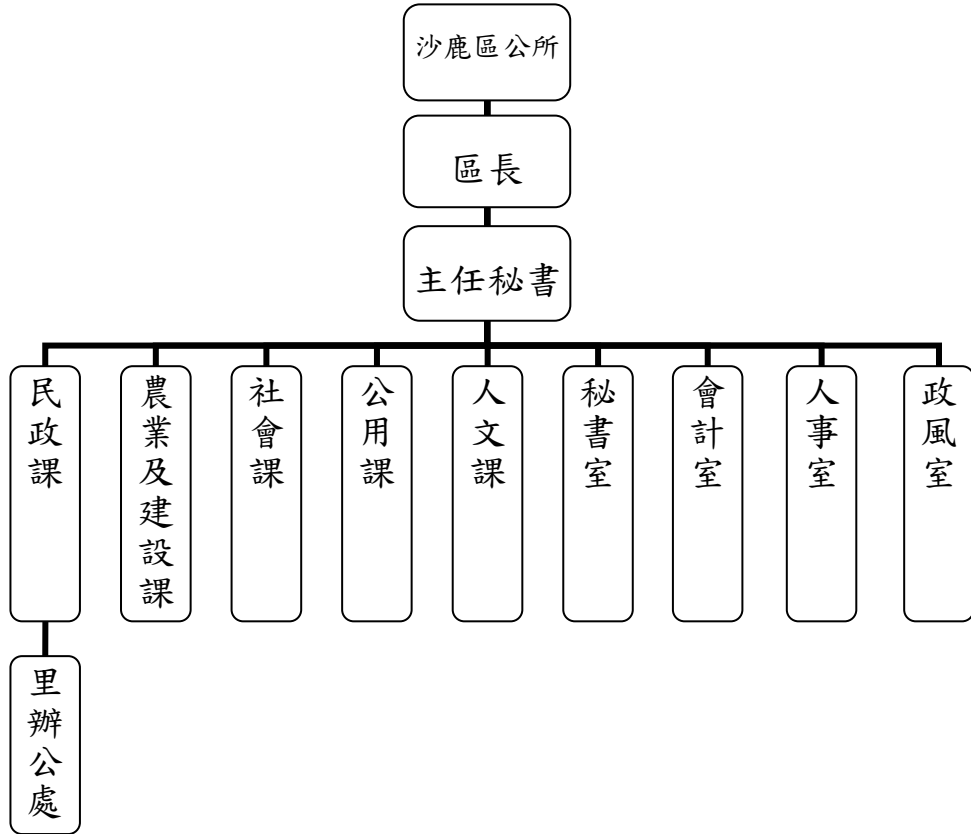 沙鹿區公所
區長
主任秘書
民政課
農業及建設課
社會課
公用課
人文課
秘書室
會計室
人事室
政風室
里辦公處